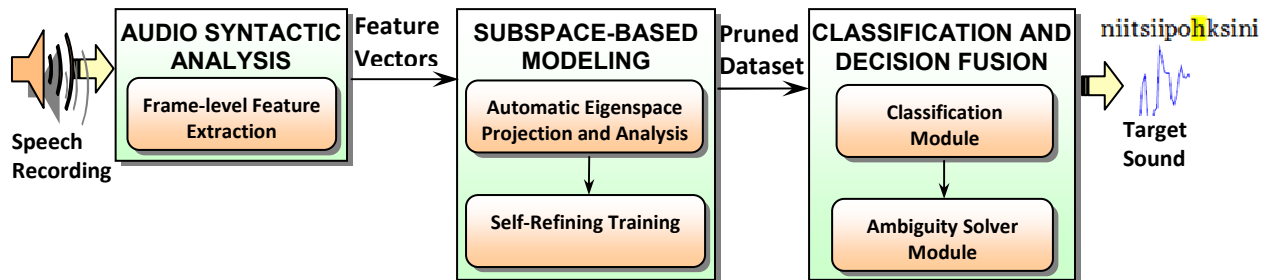 Speech
Recording
AUDIO SYNTACTIC
ANALYSIS
Frame-level Feature
Extraction
Feature
Vectors
SUBSPACE-BASED
MODELING
Automatic Eigenspace
Projection and Analysis
Self-Refining Training
Pruned
Dataset
CLASSIFICATION AND
DECISION FUSION
Classification
Module
Ambiguity Solver
Module
niitsiipohksini
Target
Sound